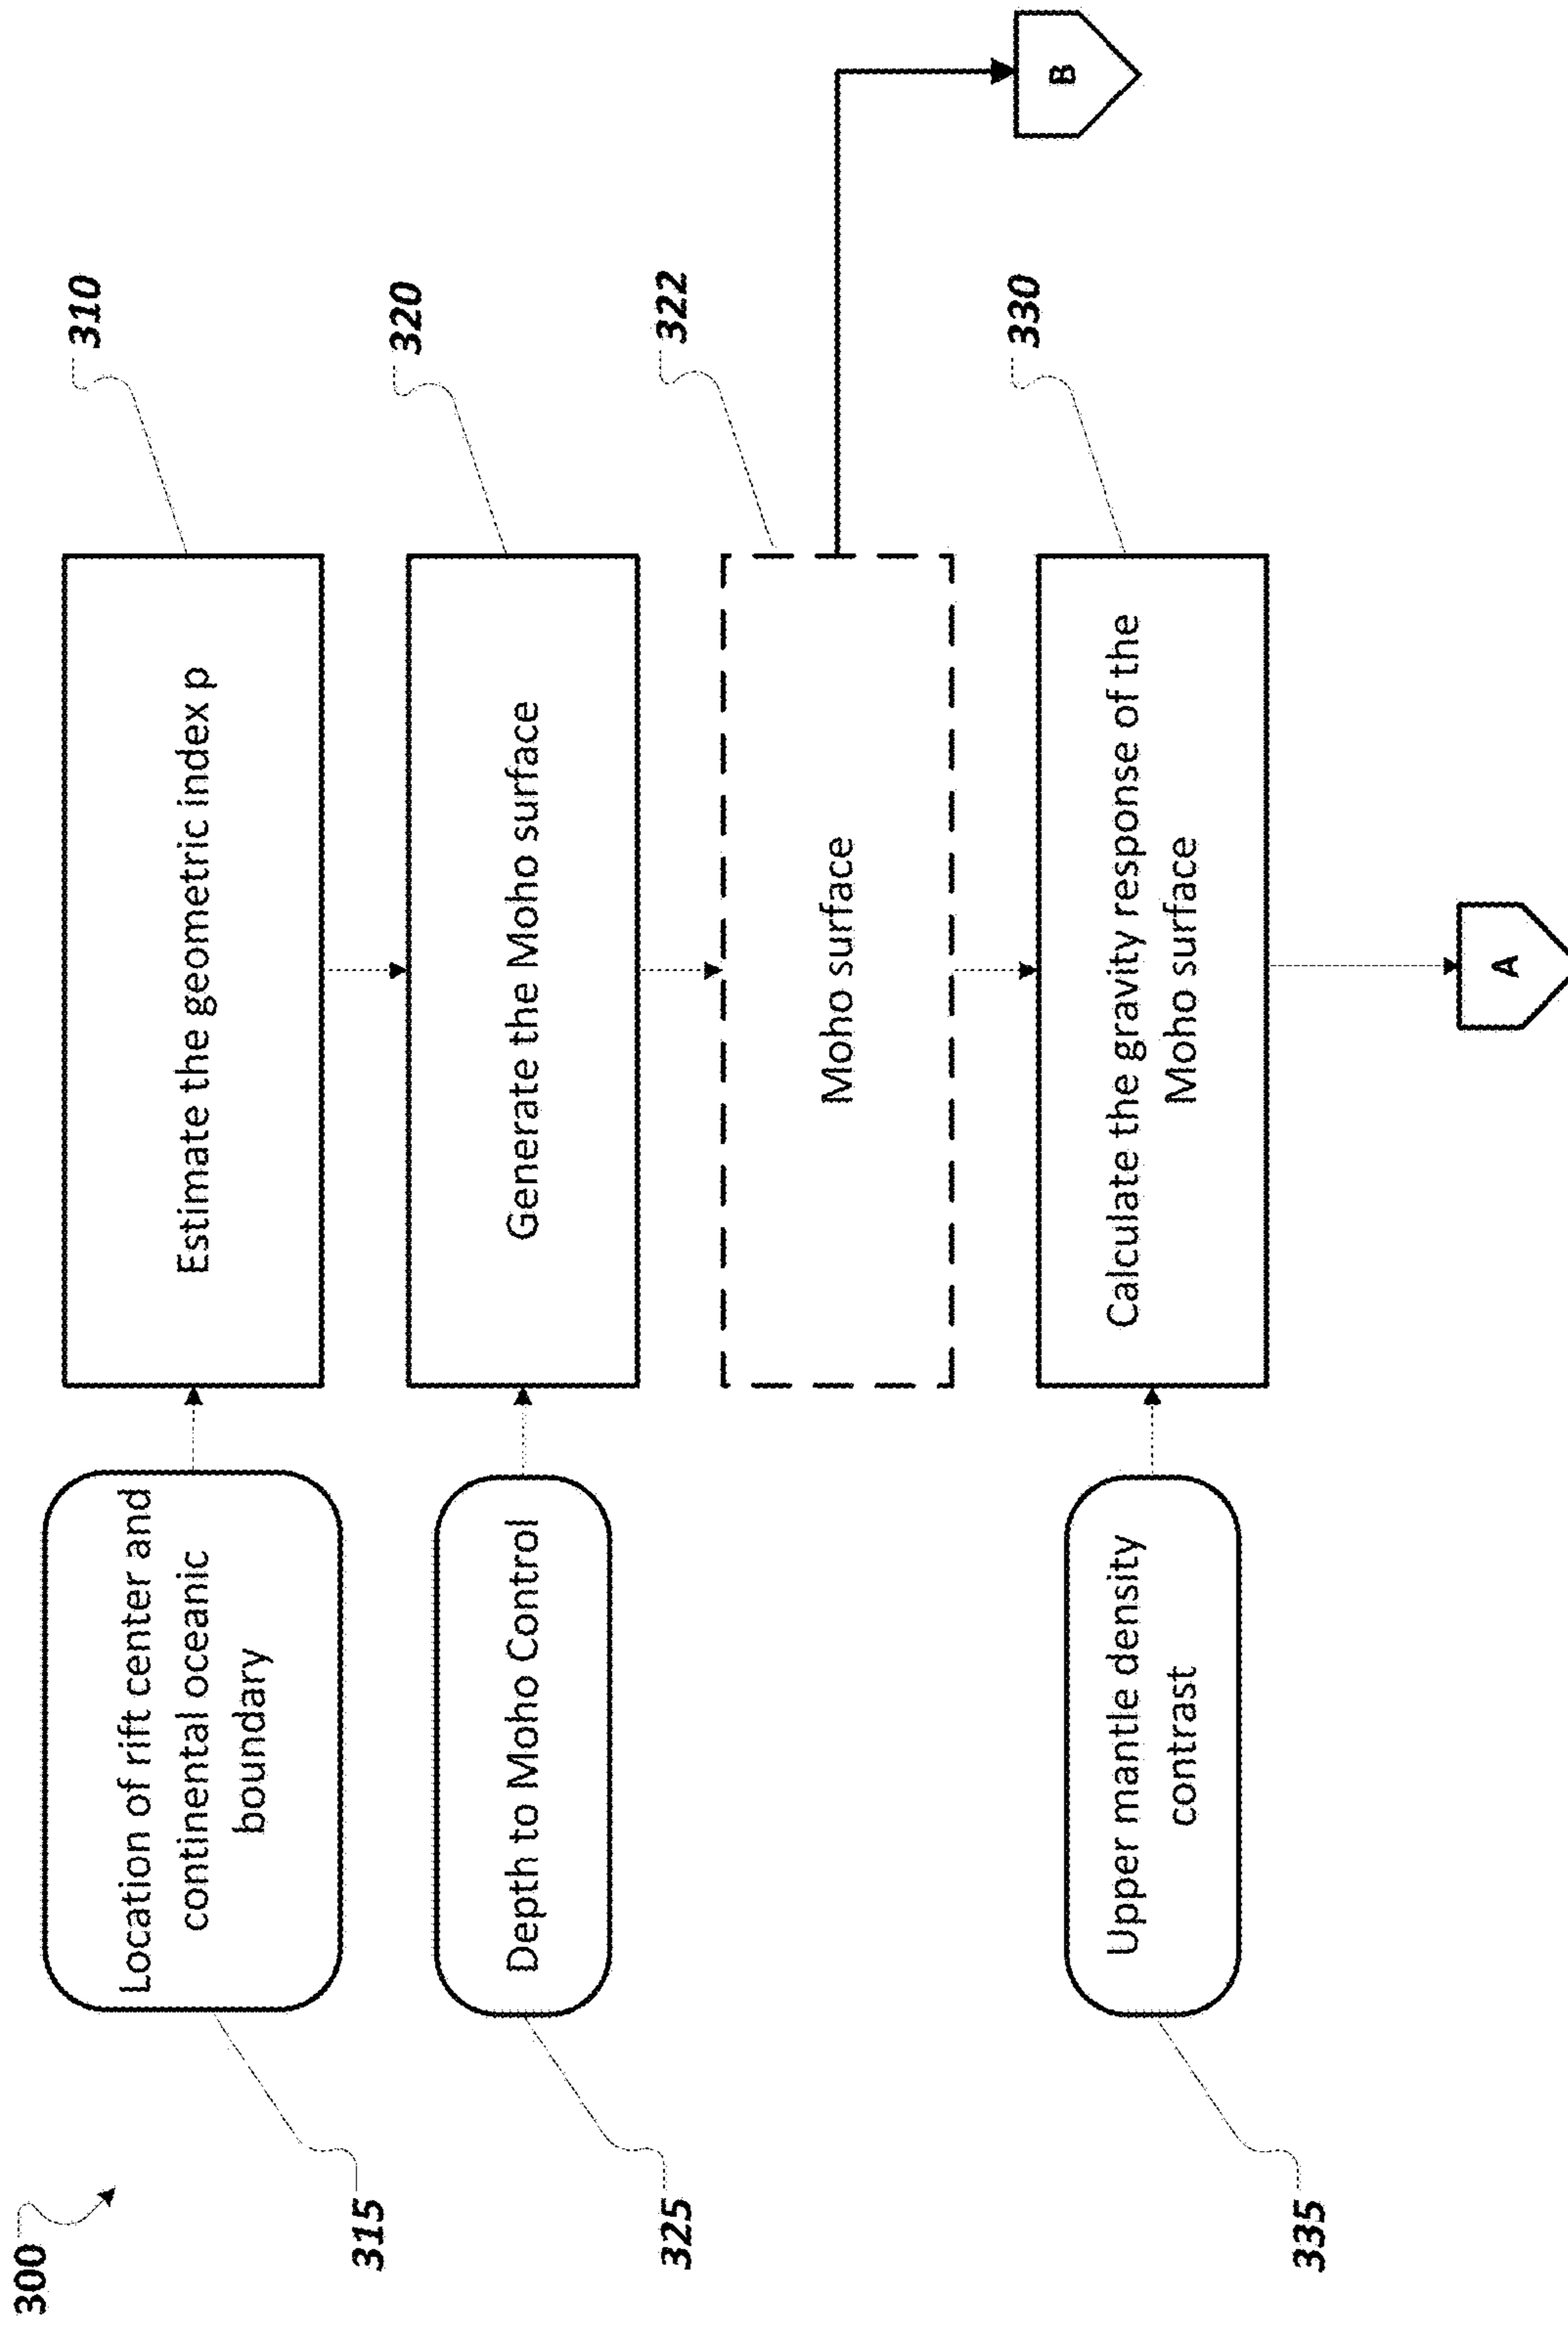 300
315
Location of rift center and
continental oceanic
boundary
Estimate the geometric index p
310
325
Depth to Moho Control
Generate the Moho surface
320
Moho surface
322
335
Upper mantle density
contrast
Calculate the gravity response of the
Moho surface
330
A
B